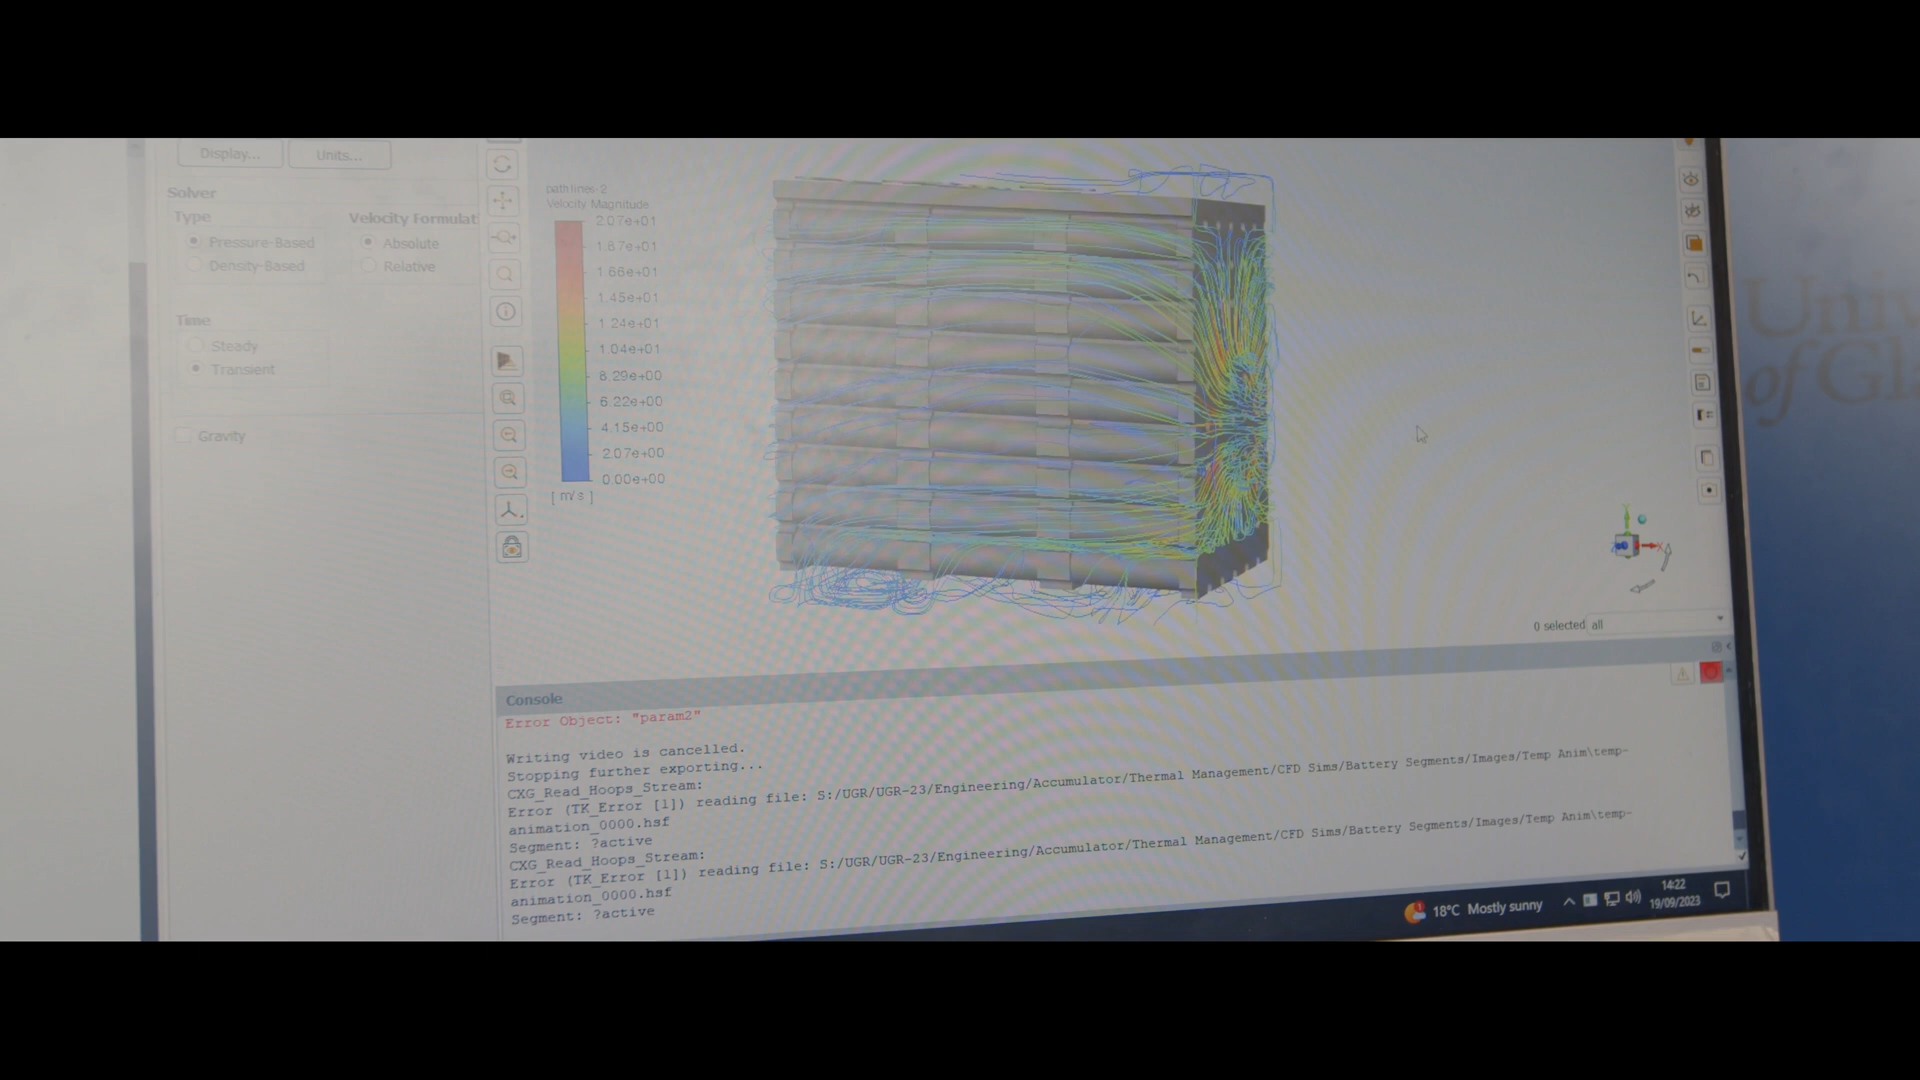 Display...
Units...
Solver
Type
Velocity Formulat
Pressure-Based
Absolute
Density-Based
Relative
Time
Steady
Transient
Gravity
pathlines-2
Velocity Magnitude
2.07e+01
1.87e+01
1.66e+01
1.45e+01
1.24e+01
1.04e+01
8.29e+00
6.22e+00
4.15e+00
2.07e+00
0.00e+00
[ m/s ]
Univ
of Gla
Y
X
Z
0 selected all
Console
Error Object: "param2"
Writing video is cancelled.
Stopping further exporting...
CXG_Read_Hoops_Stream:
Error (TK_Error [1]) reading file: S:/UGR/UGR-23/Engineering/Accumulator/Thermal Management/CFD Sims/Battery Segments/Images/Temp Anim\temp-
animation_0000.hsf
Segment: ?active
CXG_Read_Hoops_Stream:
Error (TK_Error [1]) reading file: S:/UGR/UGR-23/Engineering/Accumulator/Thermal Management/CFD Sims/Battery Segments/Images/Temp Anim\temp-
animation_0000.hsf
Segment: ?active
1
18°C Mostly sunny
14:22
19/09/2023